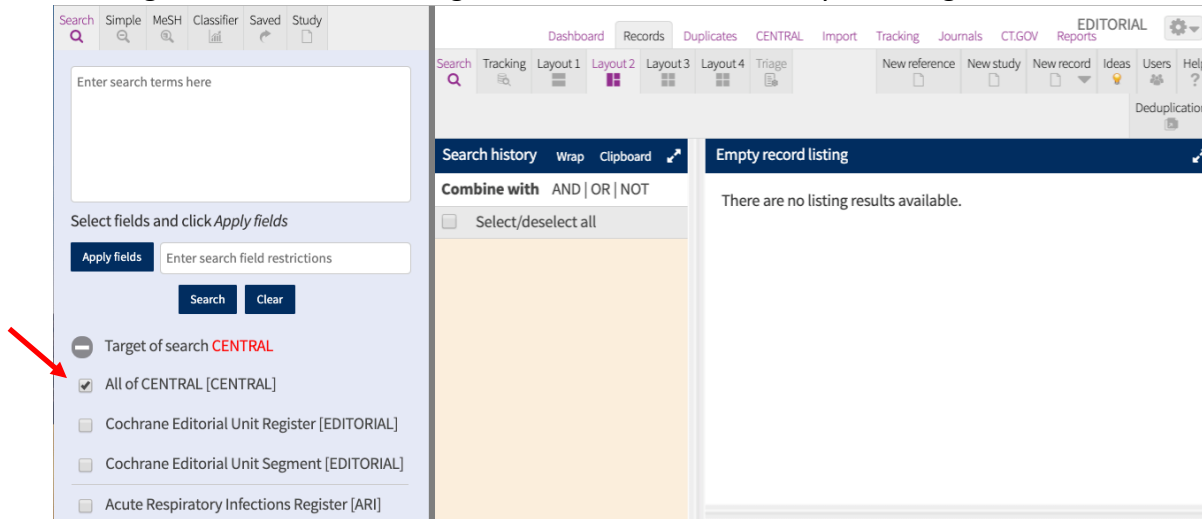 Search Simple MeSH Classifier Saved Study
EDITORIAL
Dashboard Records Duplicates CENTRAL Import Tracking Journals CT.GOV Reports
Search Tracking Layout 1 Layout 2 Layout 3 Layout 4 Triage New reference New study New record Ideas Users Help
Deduplication
Enter search terms here
Select fields and click Apply fields
Apply fields Enter search field restrictions
Search Clear
Target of search CENTRAL
All of CENTRAL [CENTRAL]
Cochrane Editorial Unit Register [EDITORIAL]
Cochrane Editorial Unit Segment [EDITORIAL]
Acute Respiratory Infections Register [ARI]
Search history Wrap Clipboard
Combine with AND | OR | NOT
Select/deselect all
Empty record listing
There are no listing results available.